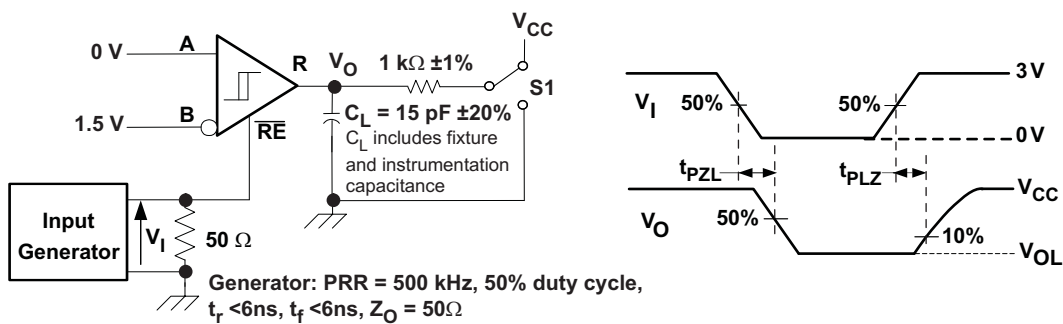 0 V
A
1.5 V
B
R
RE
V_O
1 kΩ ±1%
V_CC
S1
C_L = 15 pF ±20%
C_L includes fixture
and instrumentation
capacitance
Input
Generator
V_I
50 Ω
Generator: PRR = 500 kHz, 50% duty cycle,
t_r <6ns, t_f <6ns, Z_O = 50Ω
V_I
50%
50%
3 V
0 V
t_PZL
t_PLZ
V_O
50%
10%
V_CC
V_OL